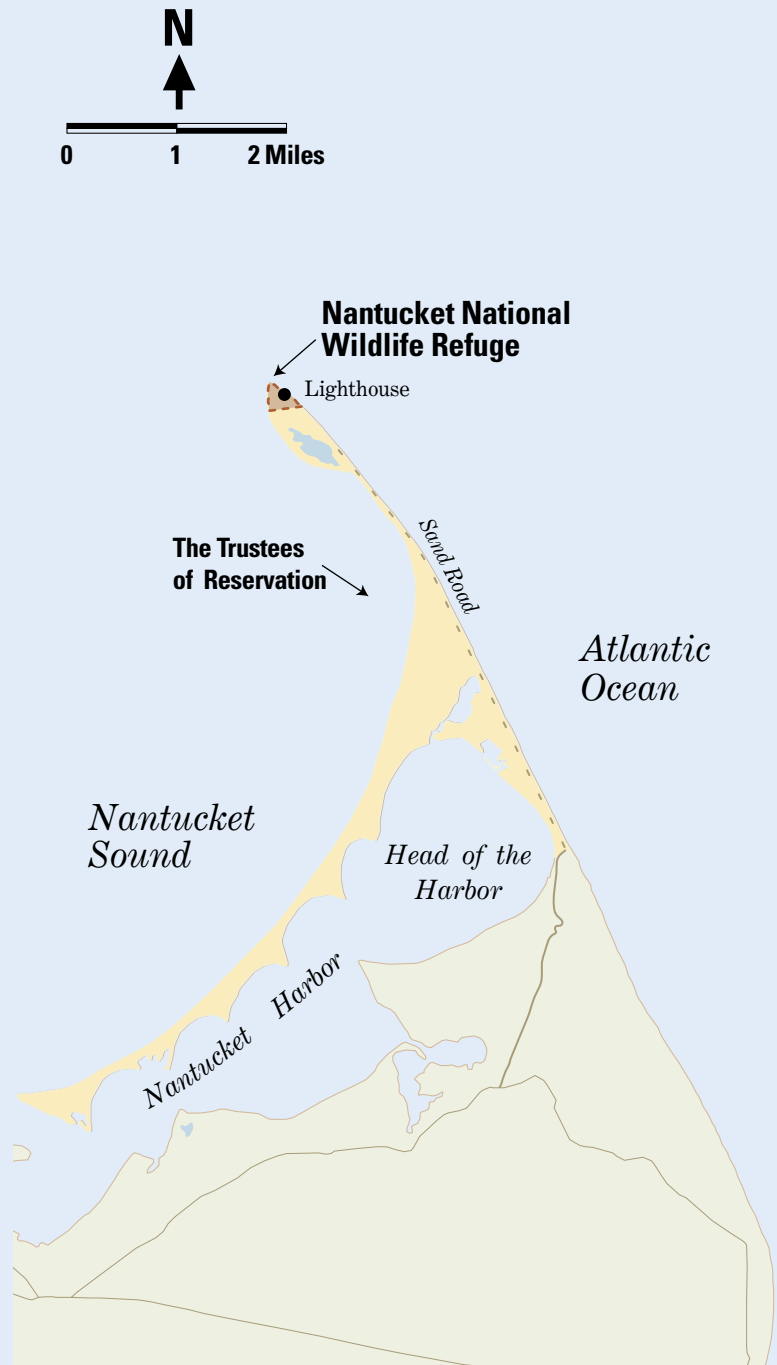 N
0 1 2 Miles
Nantucket National
Wildlife Refuge
Lighthouse
The Trustees
of Reservation
Sand Road
Atlantic
Ocean
Nantucket
Sound
Head of the
Harbor
Nantucket Harbor